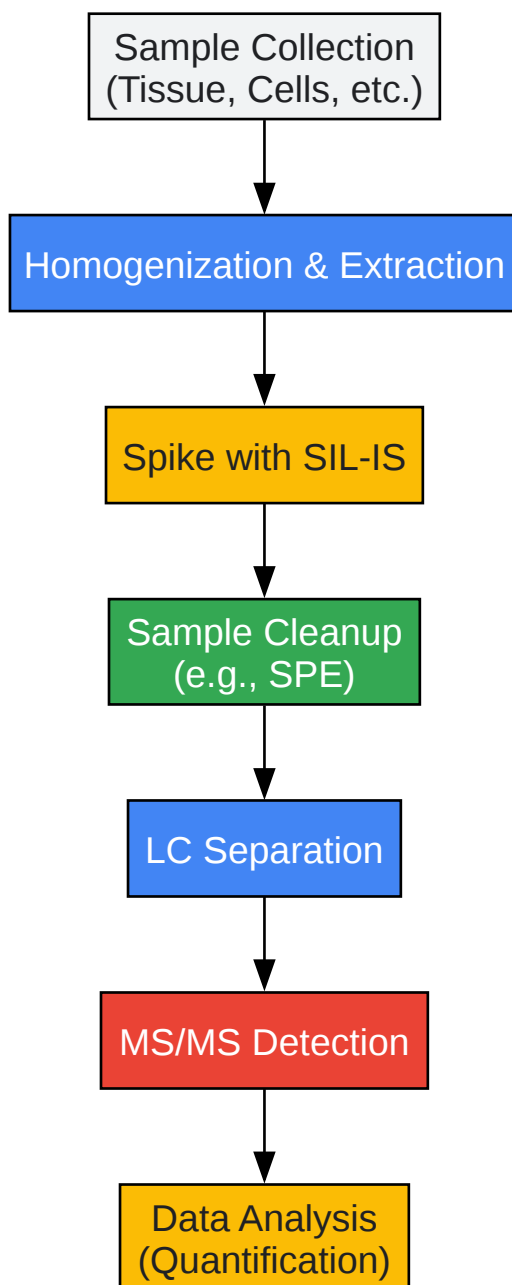 Sample Collection
(Tissue, Cells, etc.)
Homogenization & Extraction
Spike with SIL-IS
Sample Cleanup
(e.g., SPE)
LC Separation
MS/MS Detection
Data Analysis
(Quantification)